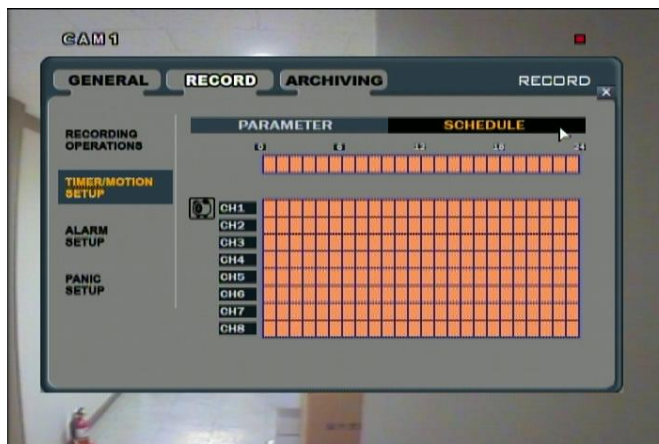 CAM1
GENERAL RECORD ARCHIVING RECORD
PARAMETER SCHEDULE
RECORDING
OPERATIONS
TIMER/MOTION
SETUP
ALARM
SETUP
PANIC
SETUP
0 6 12 18 24
CH1
CH2
CH3
CH4
CH5
CH6
CH7
CH8